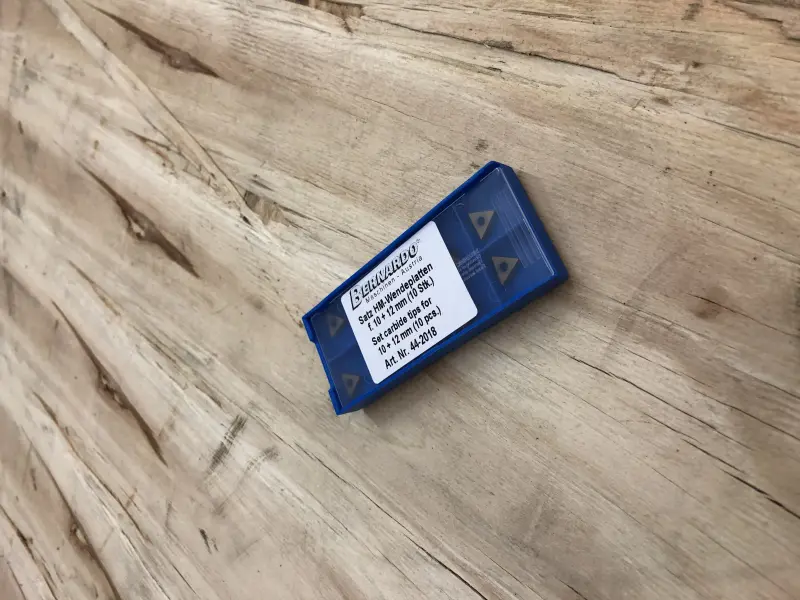 BERNARDO®
Maschinen - Austria
Satz HM-Wendeplatten
f. 10 + 12 mm (10 Stk.)
Set carbide tips for
10 + 12 mm (10 pcs.)
Art. Nr. 44-2018